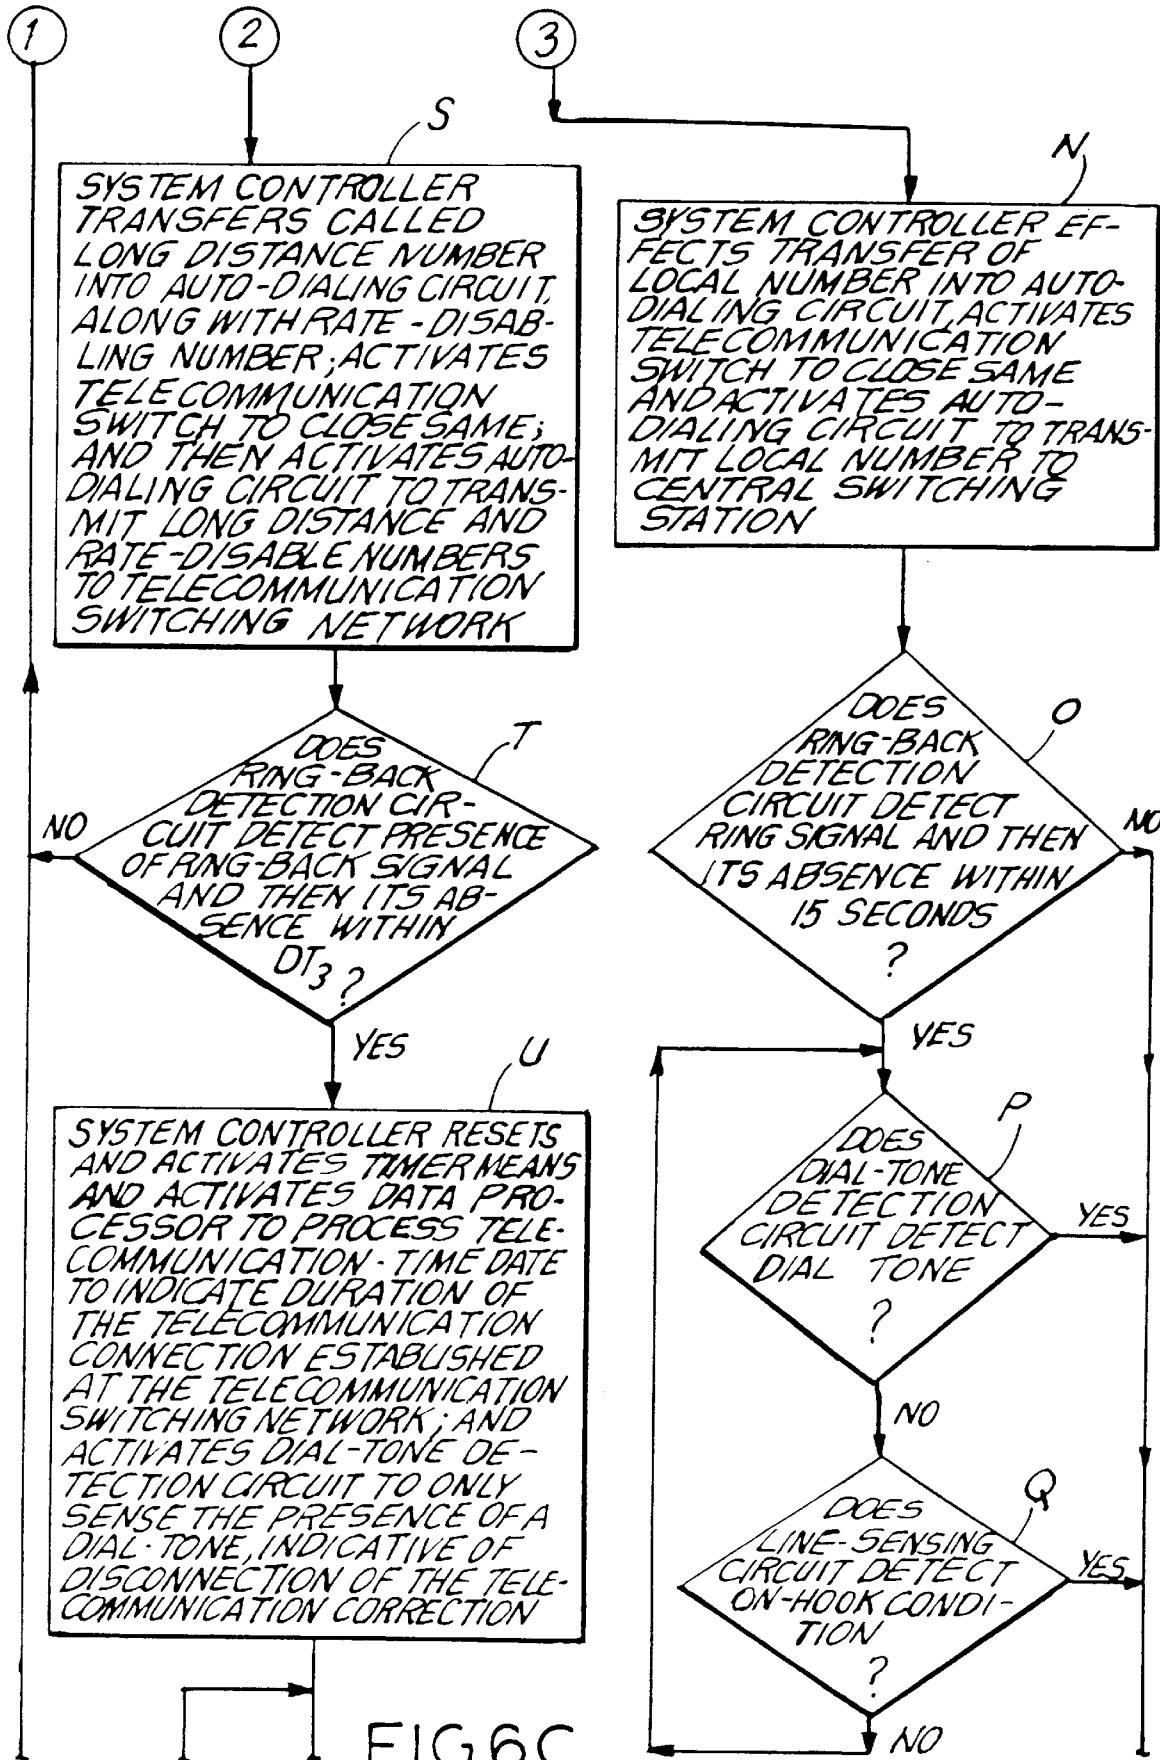 1
2
3
S
SYSTEM CONTROLLER
TRANSFERS CALLED
LONG DISTANCE NUMBER
INTO AUTO-DIALING CIRCUIT,
ALONG WITH RATE-DISAB-
LING NUMBER; ACTIVATES
TELECOMMUNICATION
SWITCH TO CLOSE SAME;
AND THEN ACTIVATES AUTO-
DIALING CIRCUIT TO TRANS-
MIT LONG DISTANCE AND
RATE-DISABLE NUMBERS
TO TELECOMMUNICATION
SWITCHING NETWORK
T
DOES
RING-BACK
DETECTION CIR-
CUIT DETECT PRESENCE
OF RING-BACK SIGNAL
AND THEN ITS AB-
SENCE WITHIN
DT3
?
NO
YES
U
SYSTEM CONTROLLER RESETS
AND ACTIVATES TIMER MEANS
AND ACTIVATES DATA PRO-
CESSOR TO PROCESS TELE-
COMMUNICATION-TIME DATE
TO INDICATE DURATION OF
THE TELECOMMUNICATION
CONNECTION ESTABLISHED
AT THE TELECOMMUNICATION
SWITCHING NETWORK; AND
ACTIVATES DIAL-TONE DE-
TECTION CIRCUIT TO ONLY
SENSE THE PRESENCE OF A
DIAL-TONE, INDICATIVE OF
DISCONNECTION OF THE TELE-
COMMUNICATION CORRECTION
N
SYSTEM CONTROLLER EF-
FECTS TRANSFER OF
LOCAL NUMBER INTO AUTO-
DIALING CIRCUIT, ACTIVATES
TELECOMMUNICATION
SWITCH TO CLOSE SAME
AND ACTIVATES AUTO-
DIALING CIRCUIT TO TRANS-
MIT LOCAL NUMBER TO
CENTRAL SWITCHING
STATION
O
DOES
RING-BACK
DETECTION
CIRCUIT DETECT
RING SIGNAL AND THEN
ITS ABSENCE WITHIN
15 SECONDS
?
NO
YES
P
DOES
DIAL-TONE
DETECTION
CIRCUIT DETECT
DIAL TONE
?
YES
NO
Q
DOES
LINE-SENSING
CIRCUIT DETECT
ON-HOOK CONDI-
TION
?
YES
NO
FIG 6C